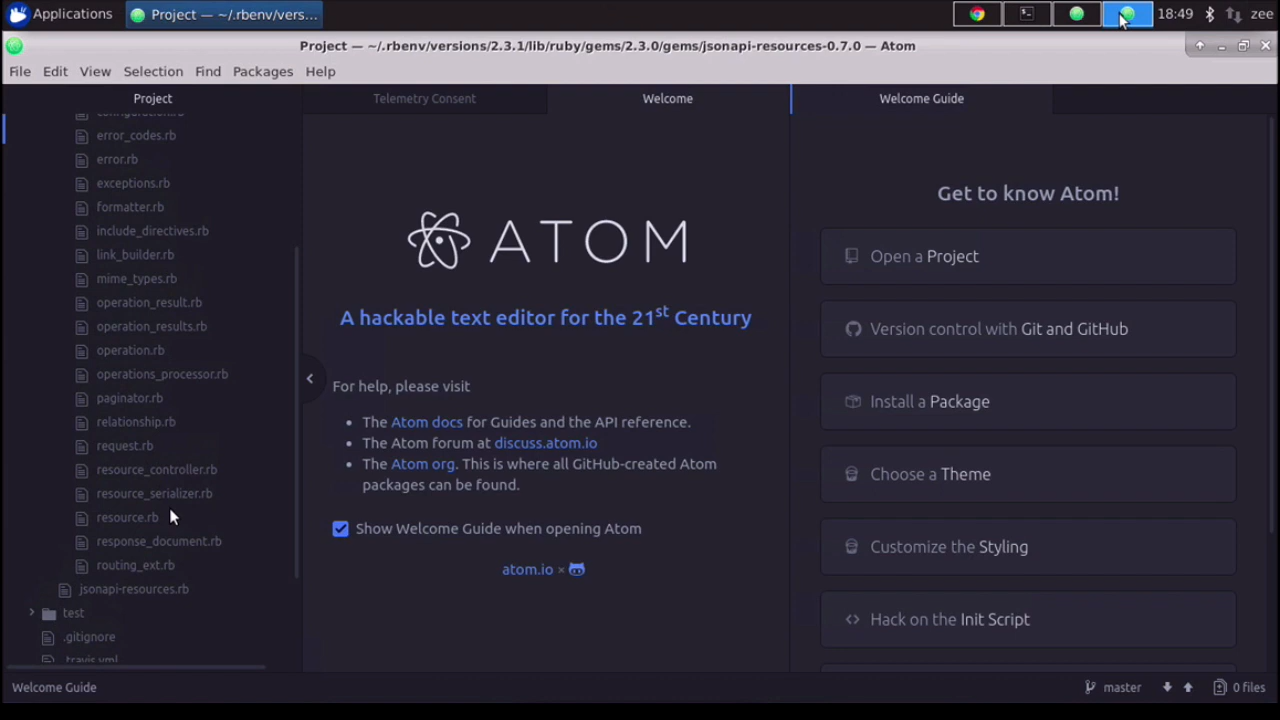 Applications
Project — ~/.rbenv/vers...
18:49
zee
Project — ~/.rbenv/versions/2.3.1/lib/ruby/gems/2.3.0/gems/jsonapi-resources-0.7.0 — Atom
File Edit View Selection Find Packages Help
Project
Telemetry Consent
Welcome
Welcome Guide
configuration.rb
error_codes.rb
error.rb
exceptions.rb
formatter.rb
include_directives.rb
link_builder.rb
mime_types.rb
operation_result.rb
operation_results.rb
operation.rb
operations_processor.rb
paginator.rb
relationship.rb
request.rb
resource_controller.rb
resource_serializer.rb
resource.rb
response_document.rb
routing_ext.rb
jsonapi-resources.rb
test
.gitignore
.travis.yml
ATOM
A hackable text editor for the 21st Century
For help, please visit
• The Atom docs for Guides and the API reference.
• The Atom forum at discuss.atom.io
• The Atom org. This is where all GitHub-created Atom
packages can be found.
Show Welcome Guide when opening Atom
atom.io ×
Get to know Atom!
Open a Project
Version control with Git and GitHub
Install a Package
Choose a Theme
Customize the Styling
Hack on the Init Script
Welcome Guide
master
0 files